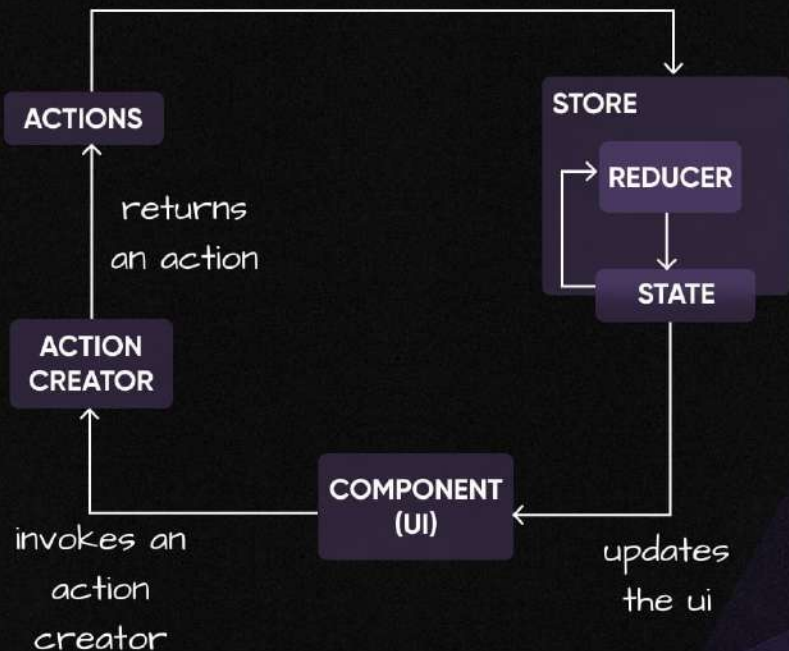 ACTIONS
STORE
REDUCER
returns
an action
STATE
ACTION
CREATOR
COMPONENT
(UI)
invokes an
action
creator
updates
the ui